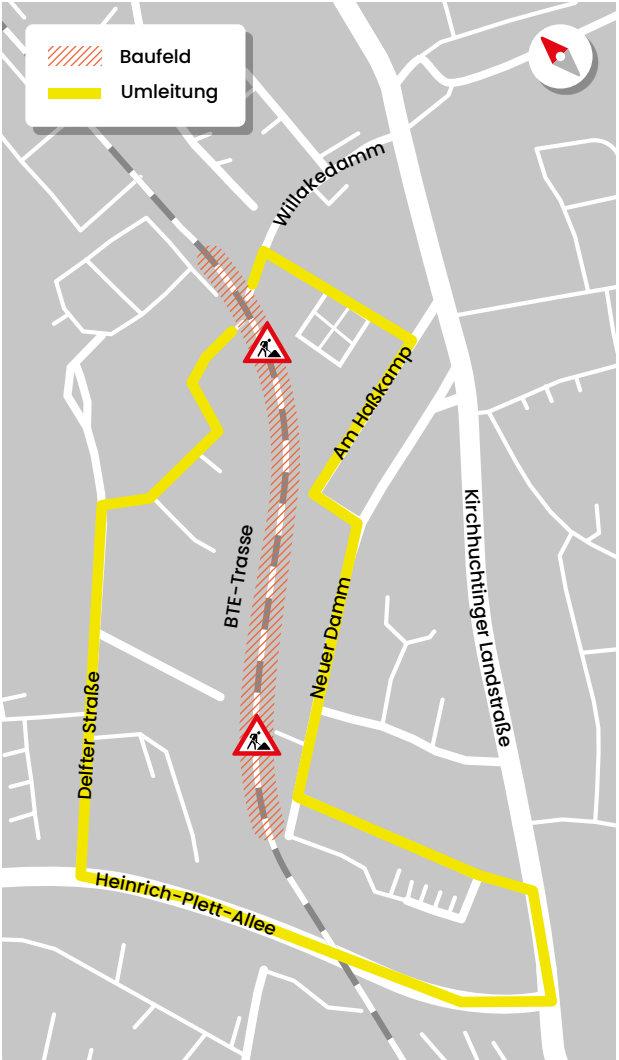 Baufeld
Umleitung
Willakedamm
Am Haßkamp
Kirchhuchtinger Landstraße
BTE-Trasse
Neuer Damm
Delfter Straße
Heinrich-Plett-Allee